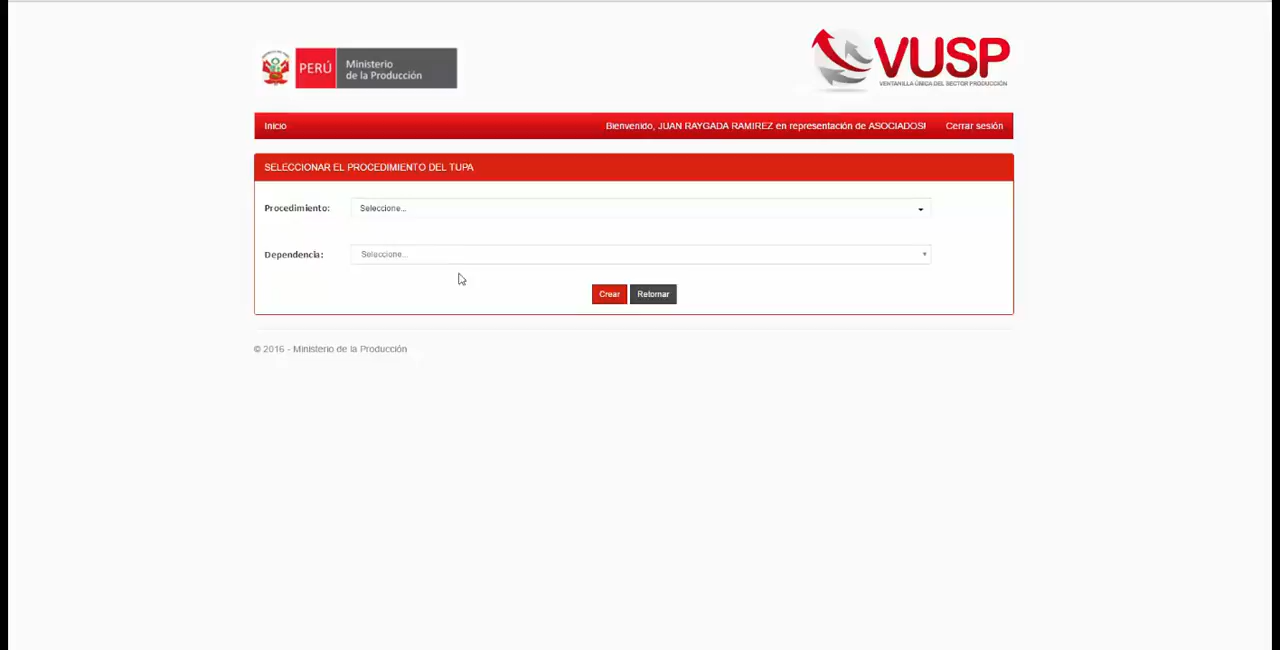 PERÚ
Ministerio
de la Producción
VUSP
VENTANILLA ÚNICA DEL SECTOR PRODUCCIÓN
Inicio
Bienvenido, JUAN RAYGADA RAMIREZ en representación de ASOCIADOS!
Cerrar sesión
SELECCIONAR EL PROCEDIMIENTO DEL TUPA
Procedimiento:
Seleccione...
Dependencia:
Seleccione...
Crear
Retornar
© 2016 - Ministerio de la Producción